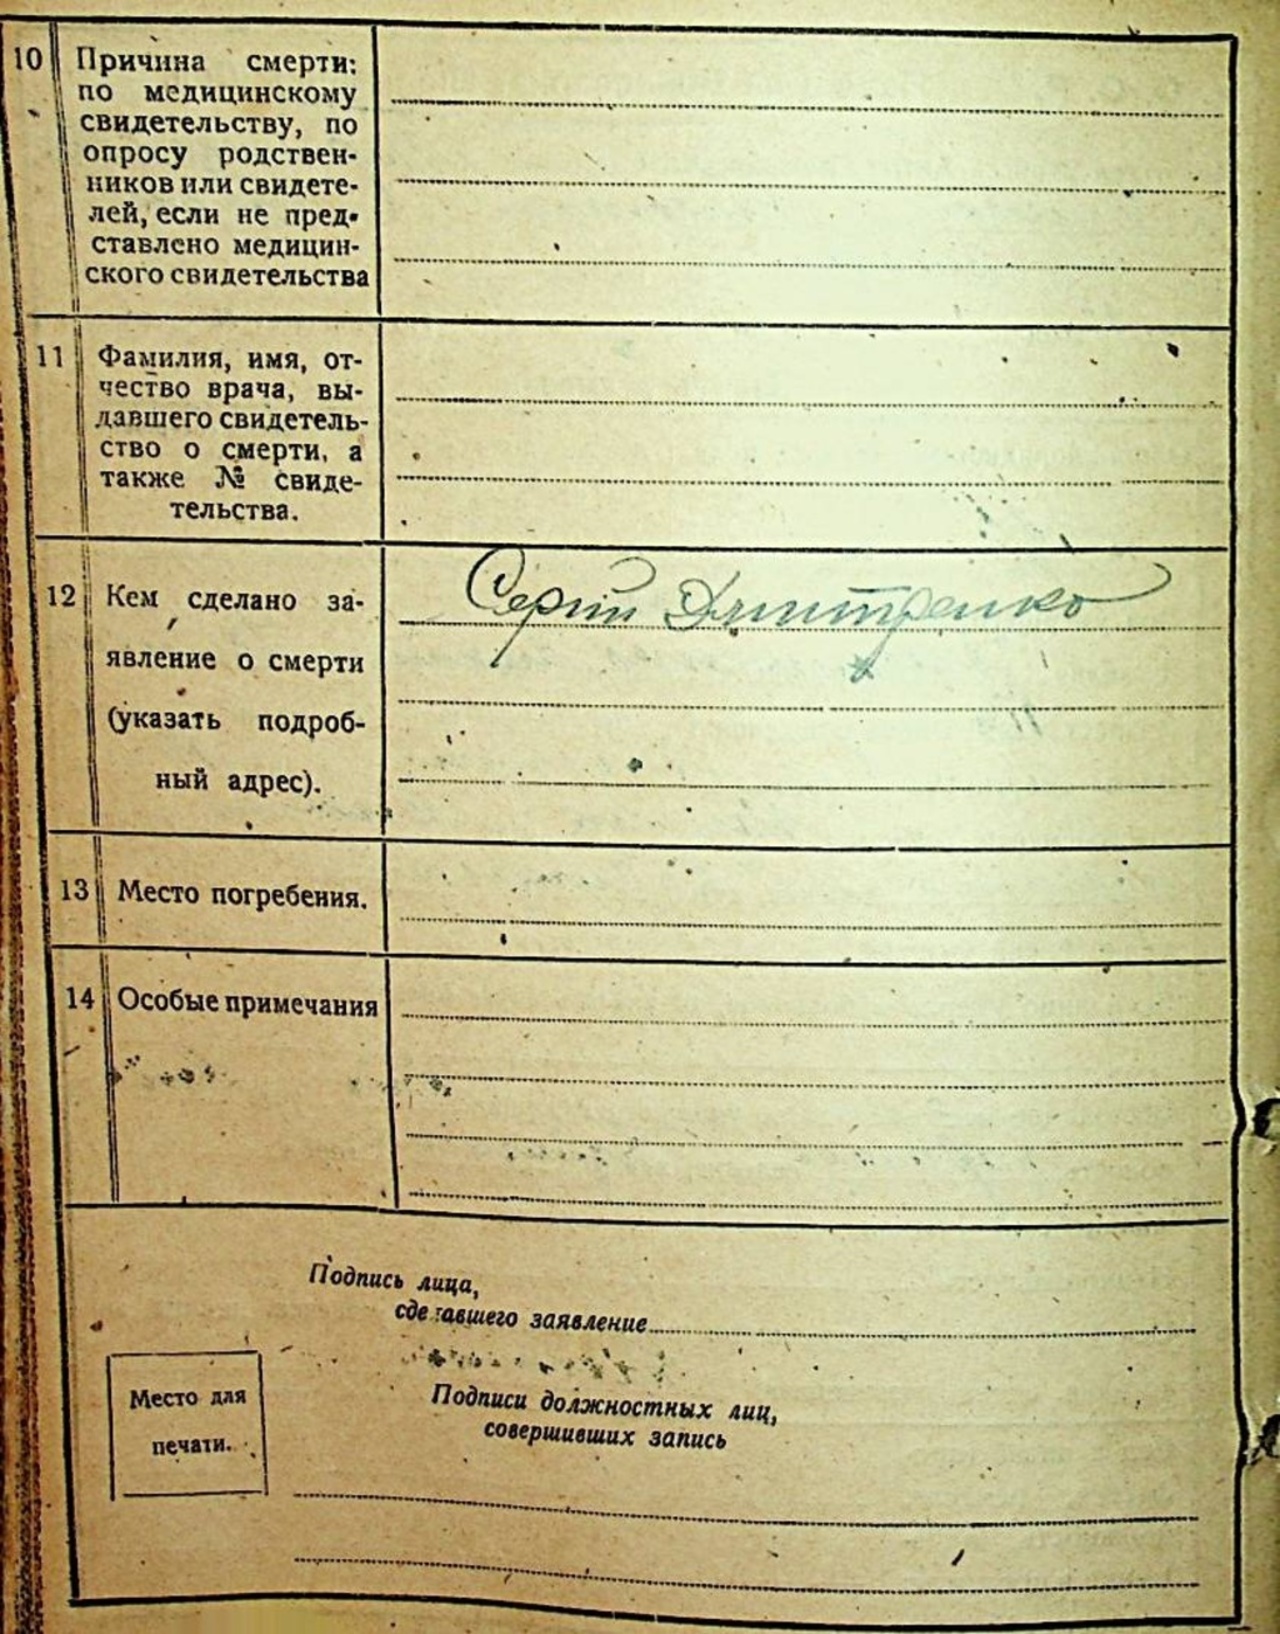 10 Причина смерти:
по медицинскому
свидетельству, по
опросу родствен-
ников или свидете-
лей, если не пред-
ставлено медицин-
ского свидетельства
11 Фамилия, имя, от-
чество врача, вы-
давшего свидетель-
ство о смерти, а
также № свиде-
тельства.
12 Кем сделано за-
явление о смерти
(указать подроб-
ный адрес).
Сергій Дмитренко
13 Место погребения.
14 Особые примечания
Подпись лица,
сделавшего заявление
Место для
печати.
Подписи должностных лиц,
совершивших запись